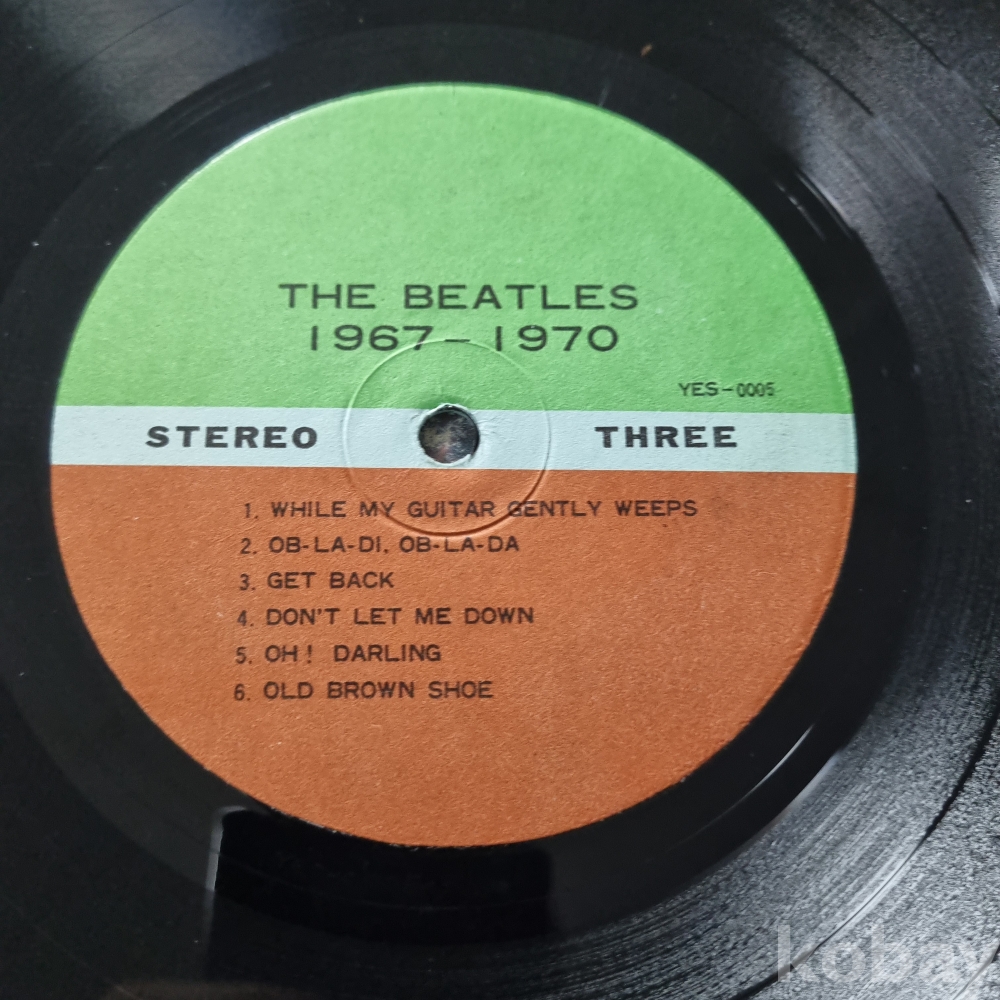 THE BEATLES
1967-1970
YES-0005
STEREO THREE
1. WHILE MY GUITAR GENTLY WEEPS
2. OB-LA-DI, OB-LA-DA
3. GET BACK
4. DON'T LET ME DOWN
5. OH! DARLING
6. OLD BROWN SHOE
kobay